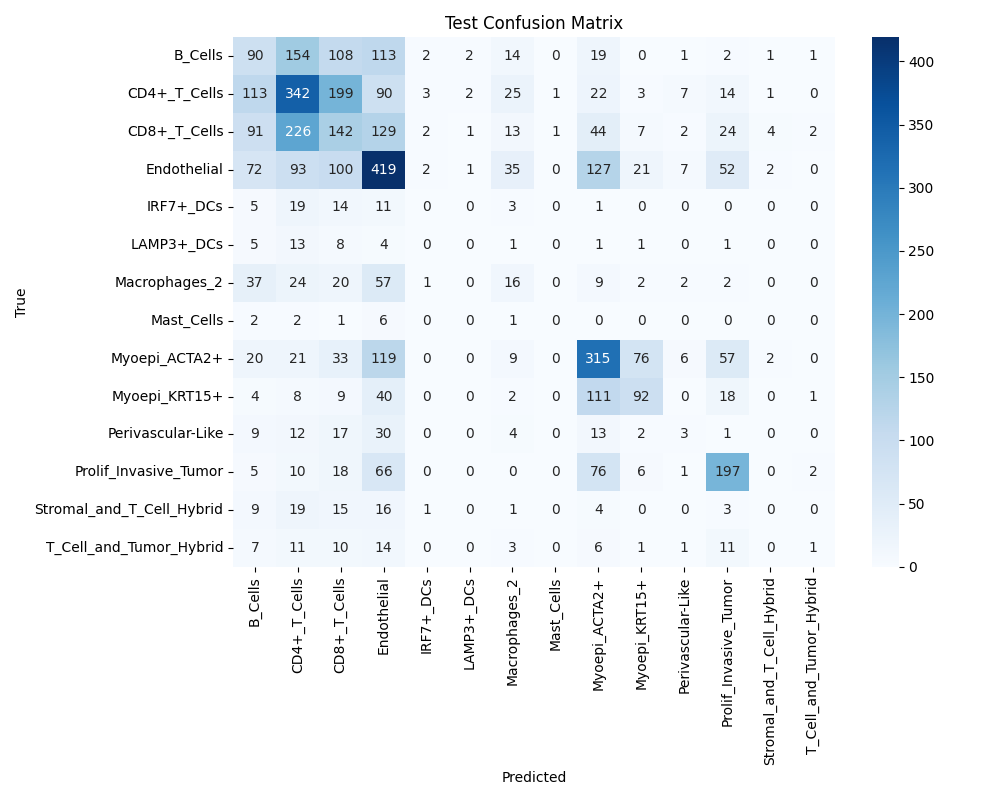 Test Confusion Matrix
True
B_Cells 90 154 108 113 2 2 14 0 19 0 1 2 1 1
CD4+_T_Cells 113 342 199 90 3 2 25 1 22 3 7 14 1 0
CD8+_T_Cells 91 226 142 129 2 1 13 1 44 7 2 24 4 2
Endothelial 72 93 100 419 2 1 35 0 127 21 7 52 2 0
IRF7+_DCs 5 19 14 11 0 0 3 0 1 0 0 0 0 0
LAMP3+_DCs 5 13 8 4 0 0 1 0 1 1 0 1 0 0
Macrophages_2 37 24 20 57 1 0 16 0 9 2 2 2 0 0
Mast_Cells 2 2 1 6 0 0 1 0 0 0 0 0 0 0
Myoepi_ACTA2+ 20 21 33 119 0 0 9 0 315 76 6 57 2 0
Myoepi_KRT15+ 4 8 9 40 0 0 2 0 111 92 0 18 0 1
Perivascular-Like 9 12 17 30 0 0 4 0 13 2 3 1 0 0
Prolif_Invasive_Tumor 5 10 18 66 0 0 0 0 76 6 1 197 0 2
Stromal_and_T_Cell_Hybrid 9 19 15 16 1 0 1 0 4 0 0 3 0 0
T_Cell_and_Tumor_Hybrid 7 11 10 14 0 0 3 0 6 1 1 11 0 1
B_Cells
CD4+_T_Cells
CD8+_T_Cells
Endothelial
IRF7+_DCs
LAMP3+_DCs
Macrophages_2
Mast_Cells
Myoepi_ACTA2+
Myoepi_KRT15+
Perivascular-Like
Prolif_Invasive_Tumor
Stromal_and_T_Cell_Hybrid
T_Cell_and_Tumor_Hybrid
Predicted
400
350
300
250
200
150
100
50
0